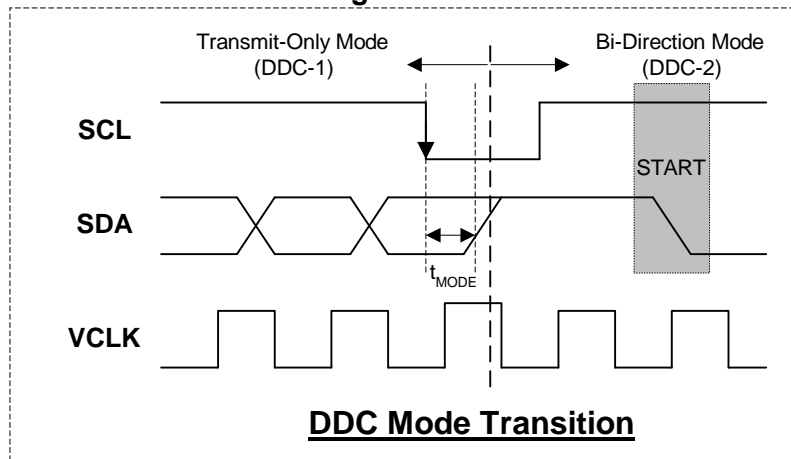 Transmit-Only Mode
(DDC-1)
Bi-Direction Mode
(DDC-2)
SCL
START
SDA
tMODE
VCLK
DDC Mode Transition